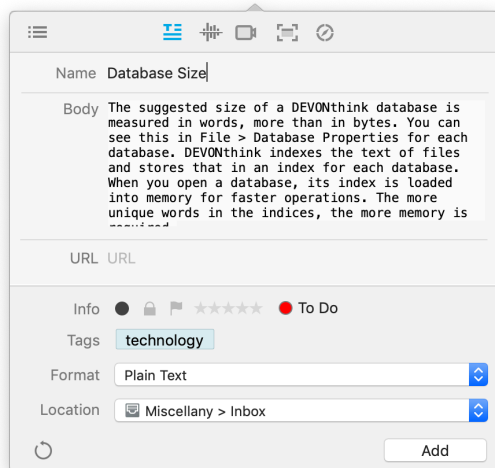 Name Database Size
Body The suggested size of a DEVONthink database is
measured in words, more than in bytes. You can
see this in File > Database Properties for each
database. DEVONthink indexes the text of files
and stores that in an index for each database.
When you open a database, its index is loaded
into memory for faster operations. The more
unique words in the indices, the more memory is
URL URL
Info To Do
Tags technology
Format Plain Text
Location Miscellany > Inbox
Add